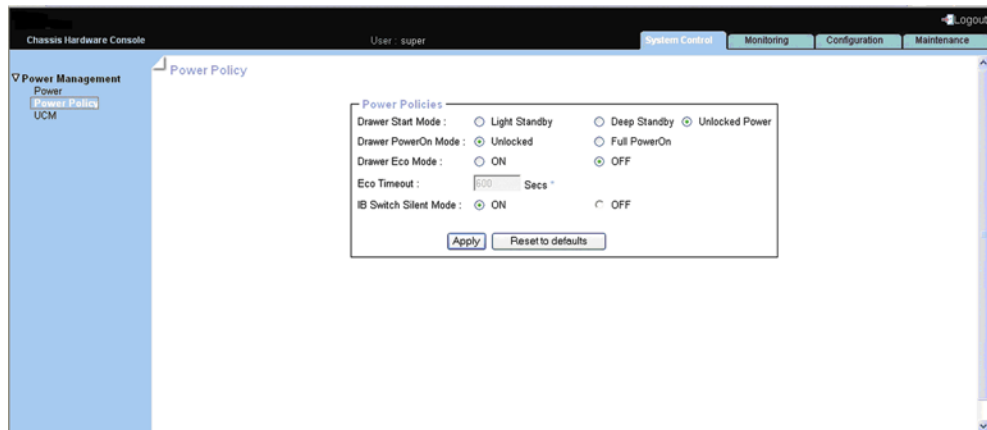 Logout
Chassis Hardware Console
User : super
System Control
Monitoring
Configuration
Maintenance
Power Management
Power
Power Policy
UCM
Power Policy
Power Policies
Drawer Start Mode : Light Standby Deep Standby Unlocked Power
Drawer PowerOn Mode : Unlocked Full PowerOn
Drawer Eco Mode : ON OFF
Eco Timeout : 600 Secs *
IB Switch Silent Mode : ON OFF
Apply Reset to defaults